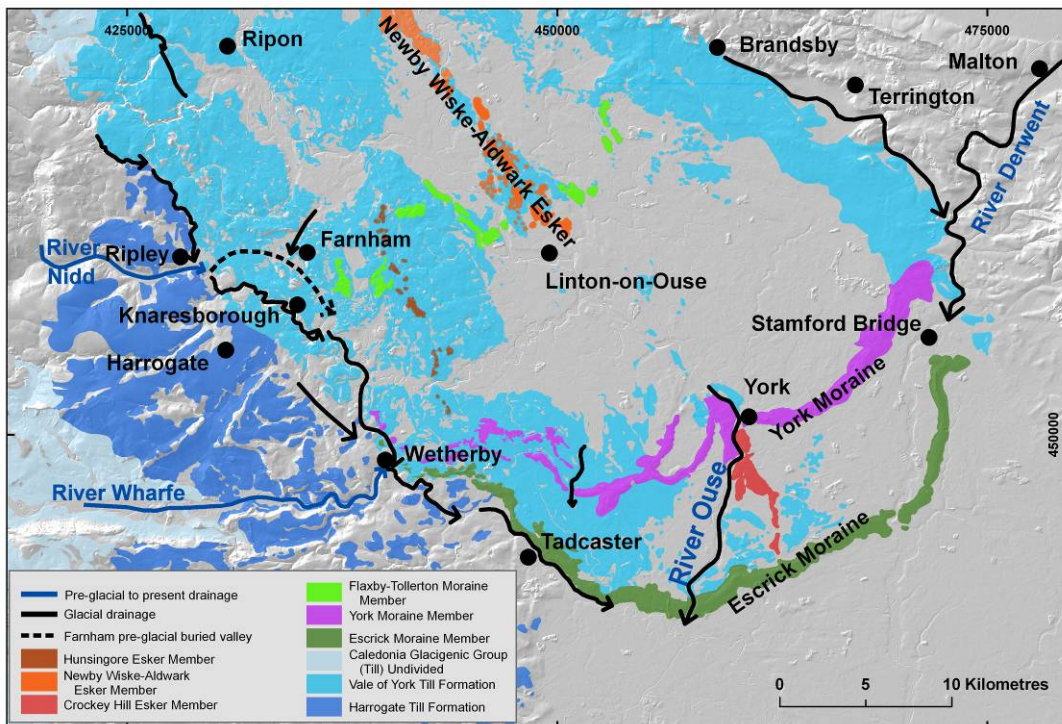 425000
450000
475000
Ripon
Brandsby
Malton
Terrington
Newby Wiske-Aldwark Esker
River Derwent
River
Nidd
Ripley
Farnham
Linton-on-Ouse
Knaresborough
Stamford Bridge
Harrogate
York
York Moraine
450000
Wetherby
River Wharfe
River Ouse
Tadcaster
Escrick Moraine
Pre-glacial to present drainage
Glacial drainage
Farnham pre-glacial buried valley
Hunsingore Esker Member
Newby Wiske-Aldwark
Esker Member
Crockey Hill Esker Member
Flaxby-Tollerton Moraine
Member
York Moraine Member
Escrick Moraine Member
Caledonia Glacigenic Group
(Till) Undivided
Vale of York Till Formation
Harrogate Till Formation
0 5 10 Kilometres